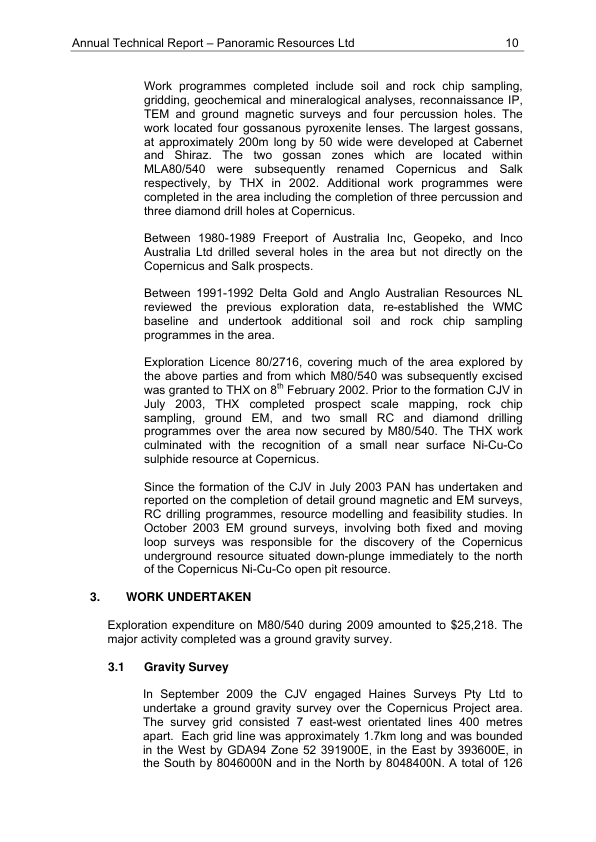 Annual Technical Report – Panoramic Resources Ltd 10
Work programmes completed include soil and rock chip sampling,
gridding, geochemical and mineralogical analyses, reconnaissance IP,
TEM and ground magnetic surveys and four percussion holes. The
work located four gossanous pyroxenite lenses. The largest gossans,
at approximately 200m long by 50 wide were developed at Cabernet
and Shiraz. The two gossan zones which are located within
MLA80/540 were subsequently renamed Copernicus and Salk
respectively, by THX in 2002. Additional work programmes were
completed in the area including the completion of three percussion and
three diamond drill holes at Copernicus.
Between 1980-1989 Freeport of Australia Inc, Geopeko, and Inco
Australia Ltd drilled several holes in the area but not directly on the
Copernicus and Salk prospects.
Between 1991-1992 Delta Gold and Anglo Australian Resources NL
reviewed the previous exploration data, re-established the WMC
baseline and undertook additional soil and rock chip sampling
programmes in the area.
Exploration Licence 80/2716, covering much of the area explored by
the above parties and from which M80/540 was subsequently excised
was granted to THX on 8th February 2002. Prior to the formation CJV in
July 2003, THX completed prospect scale mapping, rock chip
sampling, ground EM, and two small RC and diamond drilling
programmes over the area now secured by M80/540. The THX work
culminated with the recognition of a small near surface Ni-Cu-Co
sulphide resource at Copernicus.
Since the formation of the CJV in July 2003 PAN has undertaken and
reported on the completion of detail ground magnetic and EM surveys,
RC drilling programmes, resource modelling and feasibility studies. In
October 2003 EM ground surveys, involving both fixed and moving
loop surveys was responsible for the discovery of the Copernicus
underground resource situated down-plunge immediately to the north
of the Copernicus Ni-Cu-Co open pit resource.
3. WORK UNDERTAKEN
Exploration expenditure on M80/540 during 2009 amounted to $25,218. The
major activity completed was a ground gravity survey.
3.1 Gravity Survey
In September 2009 the CJV engaged Haines Surveys Pty Ltd to
undertake a ground gravity survey over the Copernicus Project area.
The survey grid consisted 7 east-west orientated lines 400 metres
apart. Each grid line was approximately 1.7km long and was bounded
in the West by GDA94 Zone 52 391900E, in the East by 393600E, in
the South by 8046000N and in the North by 8048400N. A total of 126